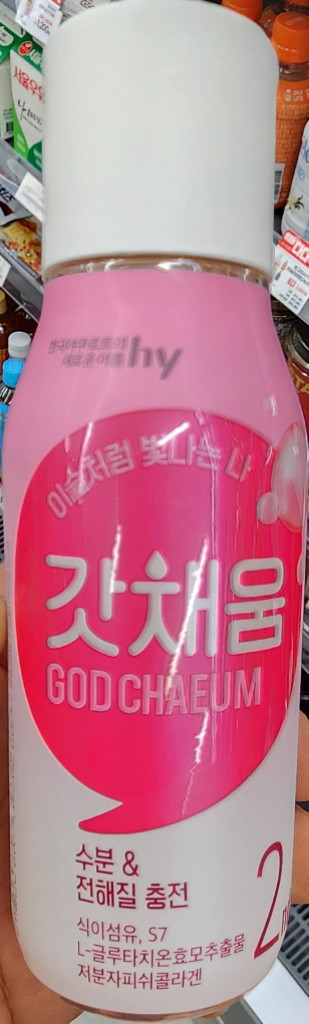 한국야쿠르트의
새로운 이름 hy
이슬처럼 빛나는 나
갓채움
GOD CHAEUM
수분 &
전해질 충전
식이섬유, S7
L-글루타치온효모추출물
저분자피쉬콜라겐
2